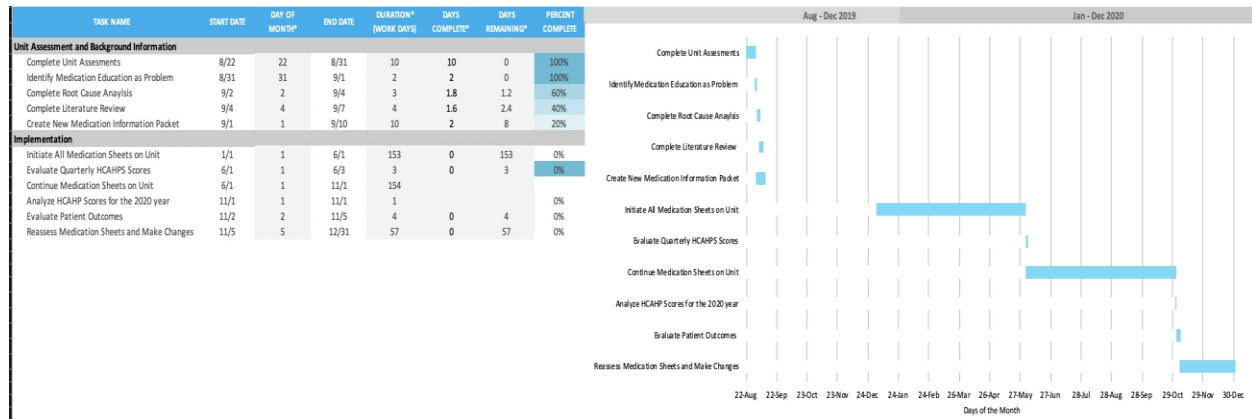 TASK NAME START DATE DAY OF MONTH* END DATE DURATION* (WORK DAYS) DAYS COMPLETE* DAYS REMAINING* PERCENT COMPLETE
Unit Assessment and Background Information
Complete Unit Assesments 8/22 22 8/31 10 10 0 100%
Identify Medication Education as Problem 8/31 31 9/1 2 2 0 100%
Complete Root Cause Anaylsis 9/2 2 9/4 3 1.8 1.2 60%
Complete Literature Review 9/4 4 9/7 4 1.6 2.4 40%
Create New Medication Information Packet 9/1 1 9/10 10 2 8 20%
Implementation
Initiate All Medication Sheets on Unit 1/1 1 6/1 153 0 153 0%
Evaluate Quarterly HCAHPS Scores 6/1 1 6/3 3 0 3 0%
Continue Medication Sheets on Unit 6/1 1 11/1 154
Analyze HCAHP Scores for the 2020 year 11/1 1 11/1 1 0%
Evaluate Patient Outcomes 11/2 2 11/5 4 0 4 0%
Reassess Medication Sheets and Make Changes 11/5 5 12/31 57 0 57 0%
Aug - Dec 2019 Jan - Dec 2020
Complete Unit Assesments
Identify Medication Education as Problem
Complete Root Cause Anaylsis
Complete Literature Review
Create New Medication Information Packet
Initiate All Medication Sheets on Unit
Evaluate Quarterly HCAHPS Scores
Continue Medication Sheets on Unit
Analyze HCAHP Scores for the 2020 year
Evaluate Patient Outcomes
Reassess Medication Sheets and Make Changes
22-Aug 22-Sep 23-Oct 23-Nov 24-Dec 24-Jan 24-Feb 26-Mar 26-Apr 27-May 27-Jun 28-Jul 28-Aug 28-Sep 29-Oct 29-Nov 30-Dec
Days of the Month